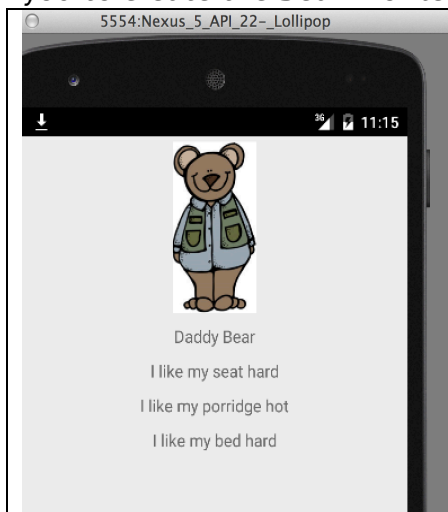 5554:Nexus_5_API_22-_Lollipop
3G 11:15
Daddy Bear
I like my seat hard
I like my porridge hot
I like my bed hard